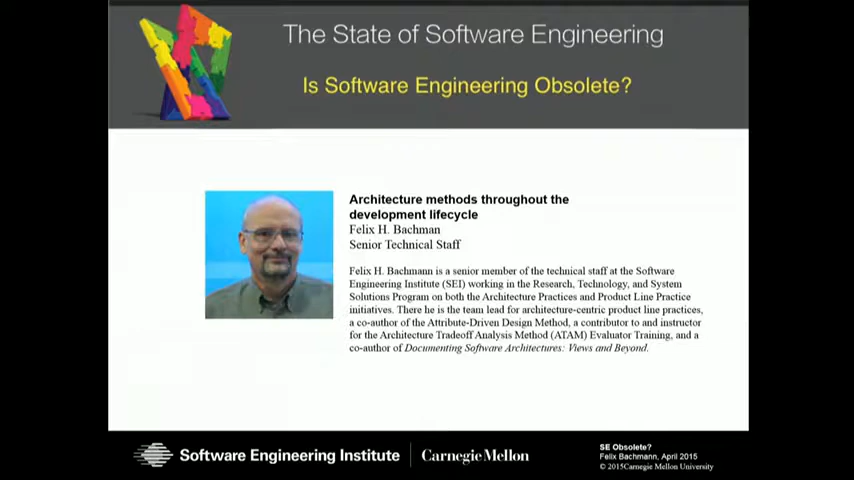 The State of Software Engineering
Is Software Engineering Obsolete?
Architecture methods throughout the
development lifecycle
Felix H. Bachman
Senior Technical Staff
Felix H. Bachmann is a senior member of the technical staff at the Software
Engineering Institute (SEI) working in the Research, Technology, and System
Solutions Program on both the Architecture Practices and Product Line Practice
initiatives. There he is the team lead for architecture-centric product line practices,
a co-author of the Attribute-Driven Design Method, a contributor to and instructor
for the Architecture Tradeoff Analysis Method (ATAM) Evaluator Training, and a
co-author of Documenting Software Architectures: Views and Beyond.
Software Engineering Institute
Carnegie Mellon
SE Obsolete?
Felix Bachmann, April 2015
© 2015Carnegie Mellon University